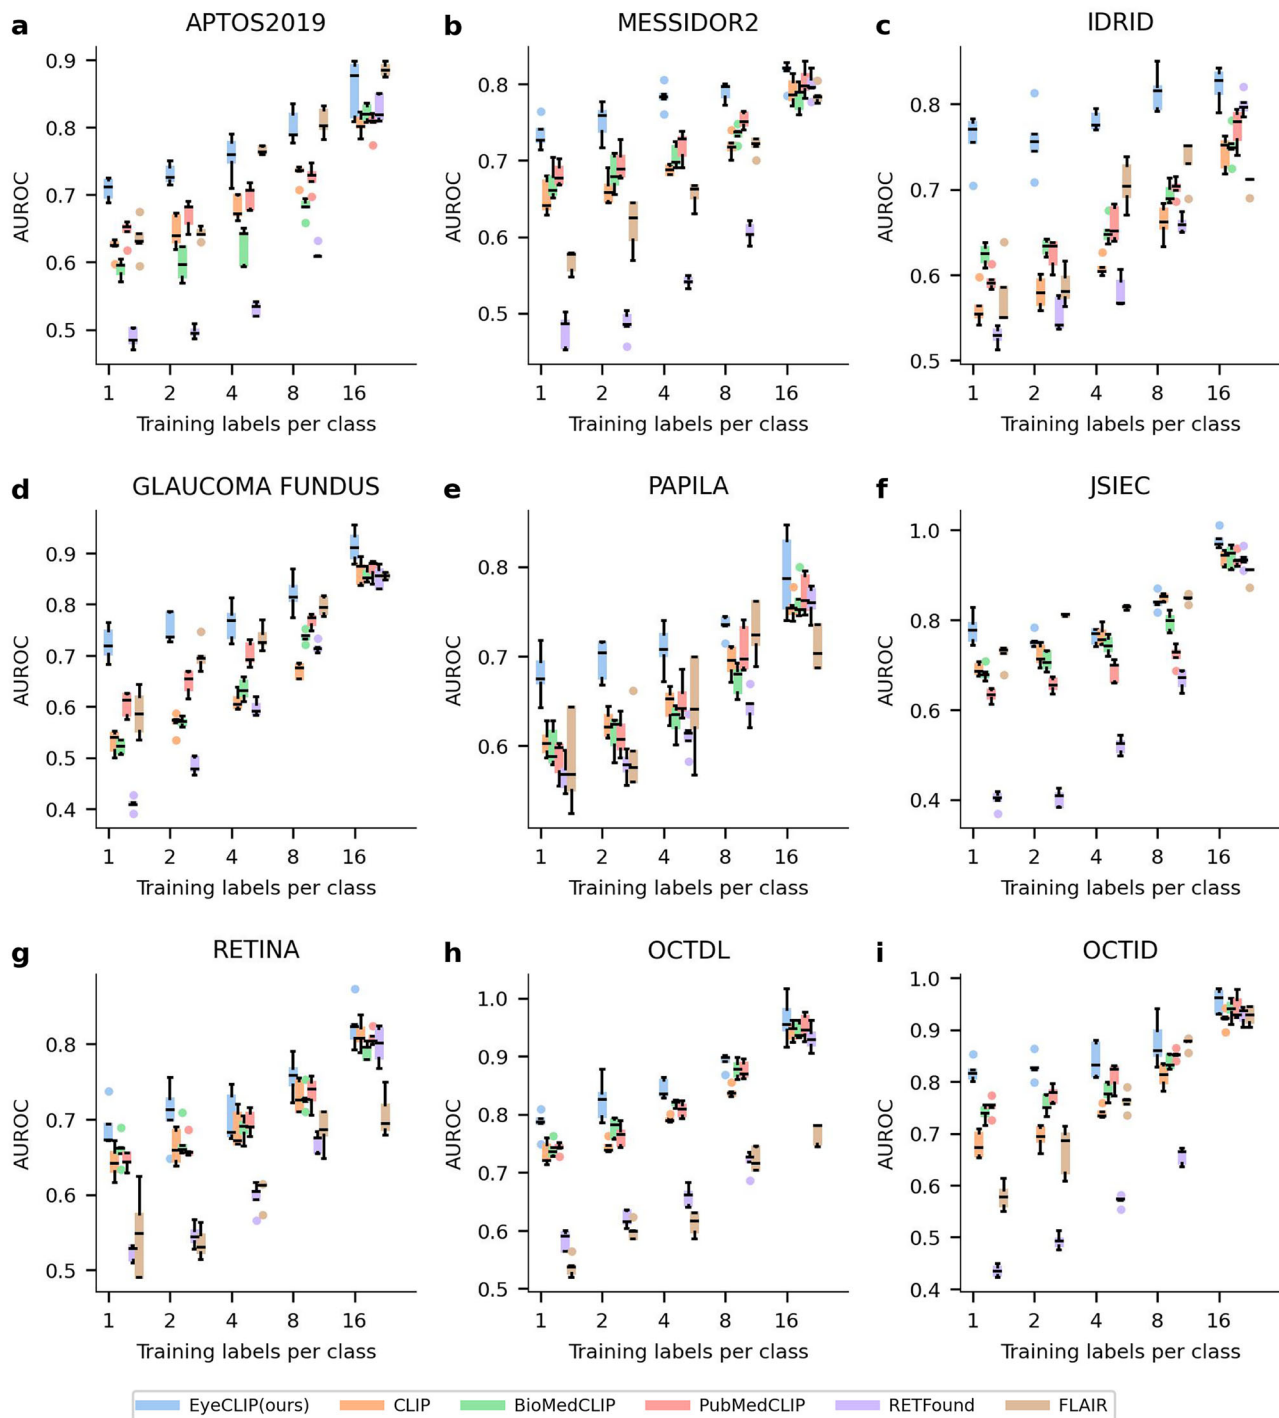 a APTOS2019
b MESSIDOR2
c IDRID
AUROC
0.9
0.8
0.7
0.6
0.5
1 2 4 8 16
Training labels per class
AUROC
0.8
0.7
0.6
0.5
1 2 4 8 16
Training labels per class
AUROC
0.8
0.7
0.6
0.5
1 2 4 8 16
Training labels per class
d GLAUCOMA FUNDUS
e PAPILA
f JSIEC
AUROC
0.9
0.8
0.7
0.6
0.5
0.4
1 2 4 8 16
Training labels per class
AUROC
0.8
0.7
0.6
1 2 4 8 16
Training labels per class
AUROC
1.0
0.8
0.6
0.4
1 2 4 8 16
Training labels per class
g RETINA
h OCTDL
i OCTID
AUROC
0.8
0.7
0.6
0.5
1 2 4 8 16
Training labels per class
AUROC
1.0
0.9
0.8
0.7
0.6
0.5
1 2 4 8 16
Training labels per class
AUROC
1.0
0.9
0.8
0.7
0.6
0.5
0.4
1 2 4 8 16
Training labels per class
EyeCLIP(ours) CLIP BioMedCLIP PubMedCLIP RETFound FLAIR